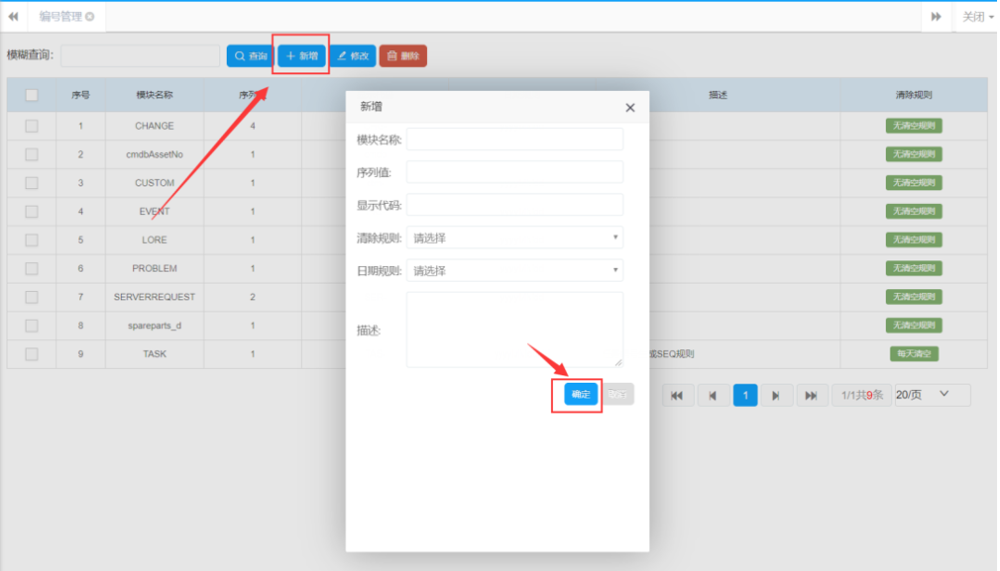 编号管理
关闭
模糊查询:
查询
新增
修改
删除
序号 模块名称 描述 清除规则
1 CHANGE 4 无清空规则
2 cmdbAssetNo 1 无清空规则
3 CUSTOM 1 无清空规则
4 EVENT 1 无清空规则
5 LORE 1 无清空规则
6 PROBLEM 1 无清空规则
7 SERVERREQUEST 2 无清空规则
8 spareparts_d 1 无清空规则
9 TASK 1 SEQ规则 每天清空
新增
模块名称:
序列值:
显示代码:
清除规则: 请选择
日期规则: 请选择
描述:
确定 取消
1
1/1共9条
20/页